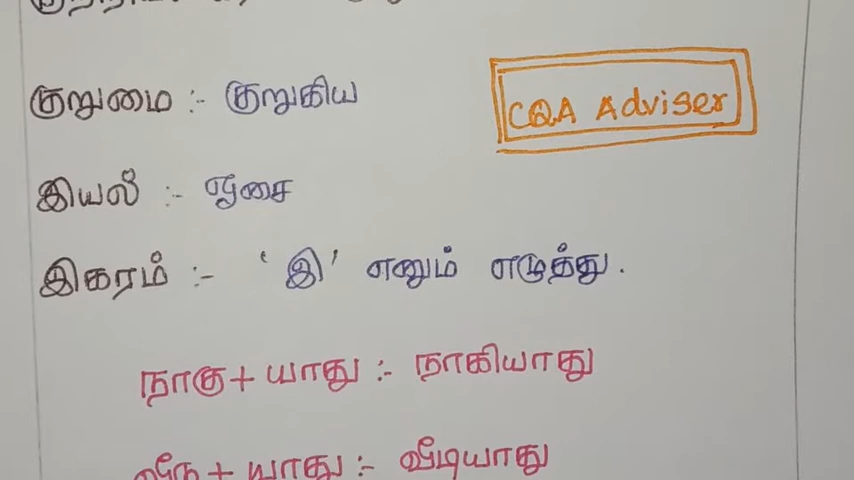 குறுமை :- குறுகிய
CQA Adviser
இயல் :- ஓசை
இகரம் :- 'இ' எனும் எழுத்து.
நாகு + யாது :- நாகியாது
வீடு + யாது :- வீடியாது